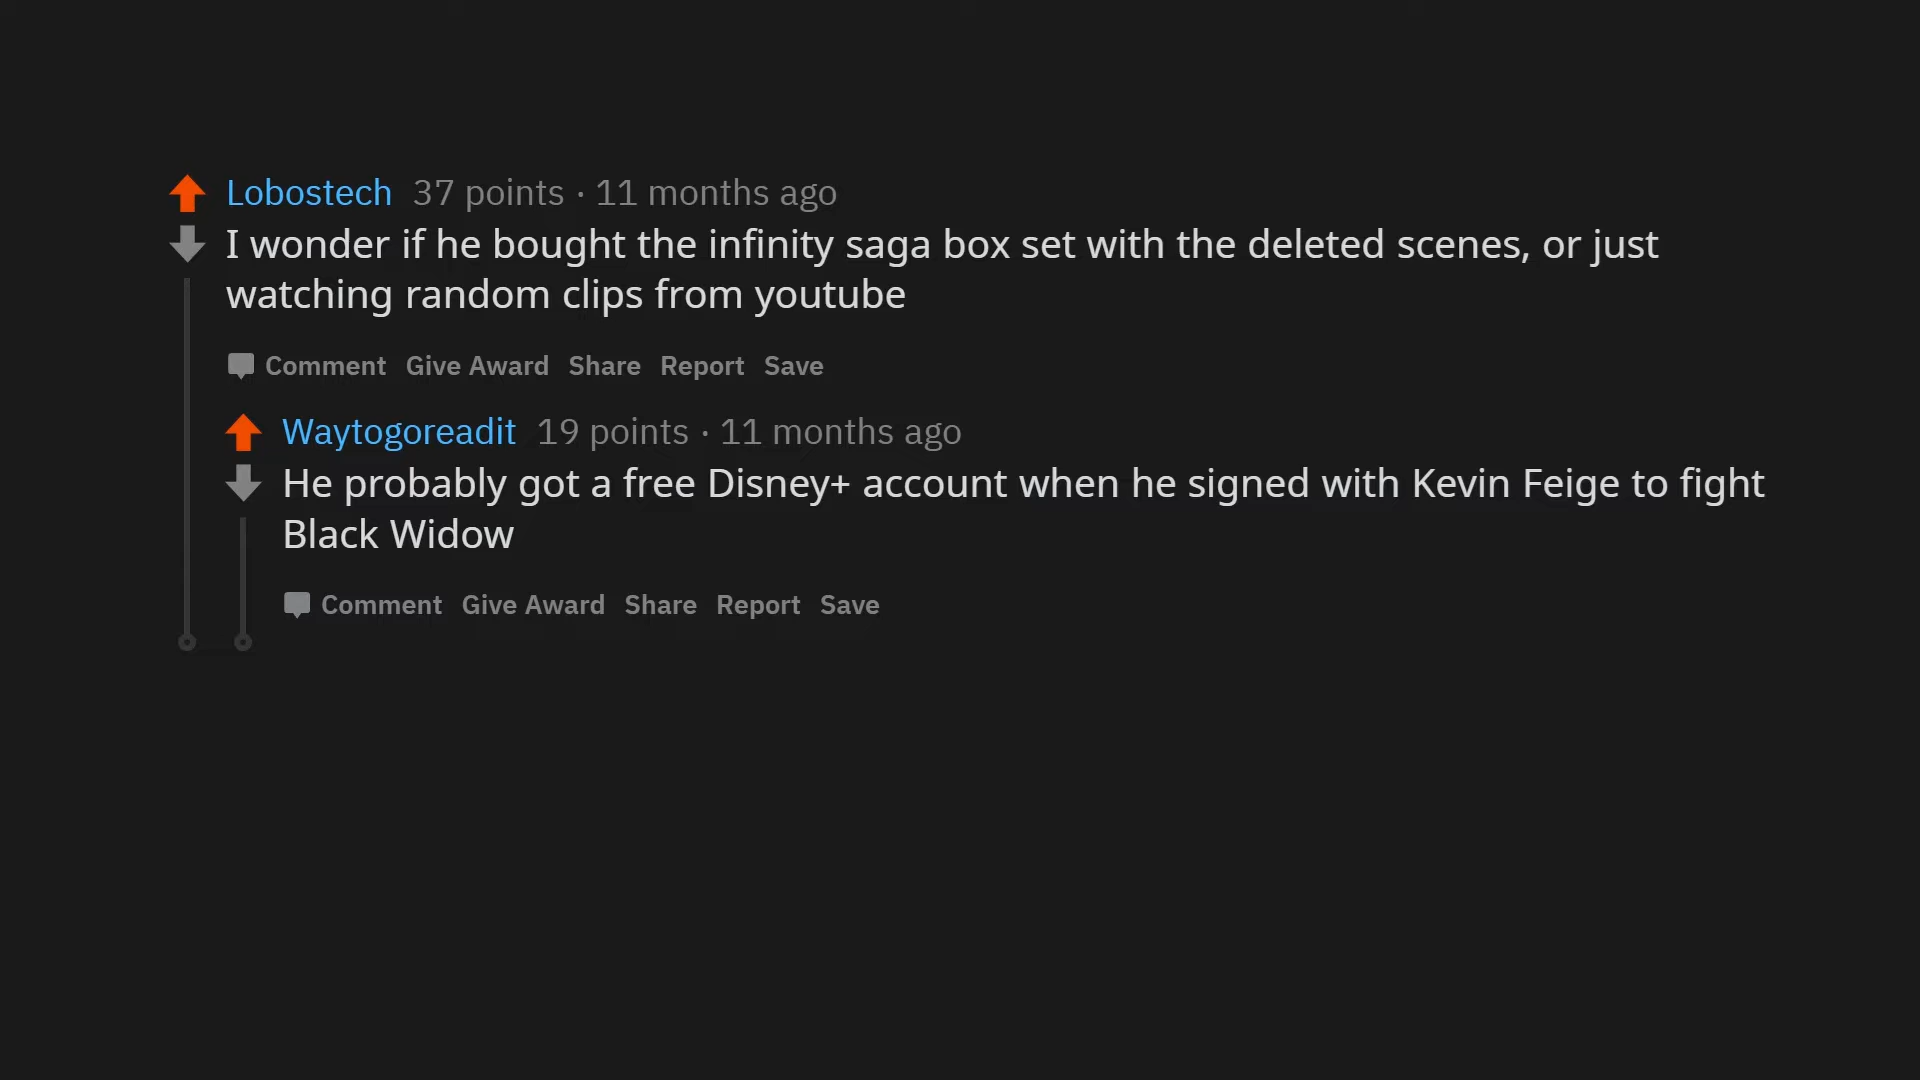 Lobostech 37 points · 11 months ago
I wonder if he bought the infinity saga box set with the deleted scenes, or just
watching random clips from youtube
Comment Give Award Share Report Save
Waytogoreadit 19 points · 11 months ago
He probably got a free Disney+ account when he signed with Kevin Feige to fight
Black Widow
Comment Give Award Share Report Save